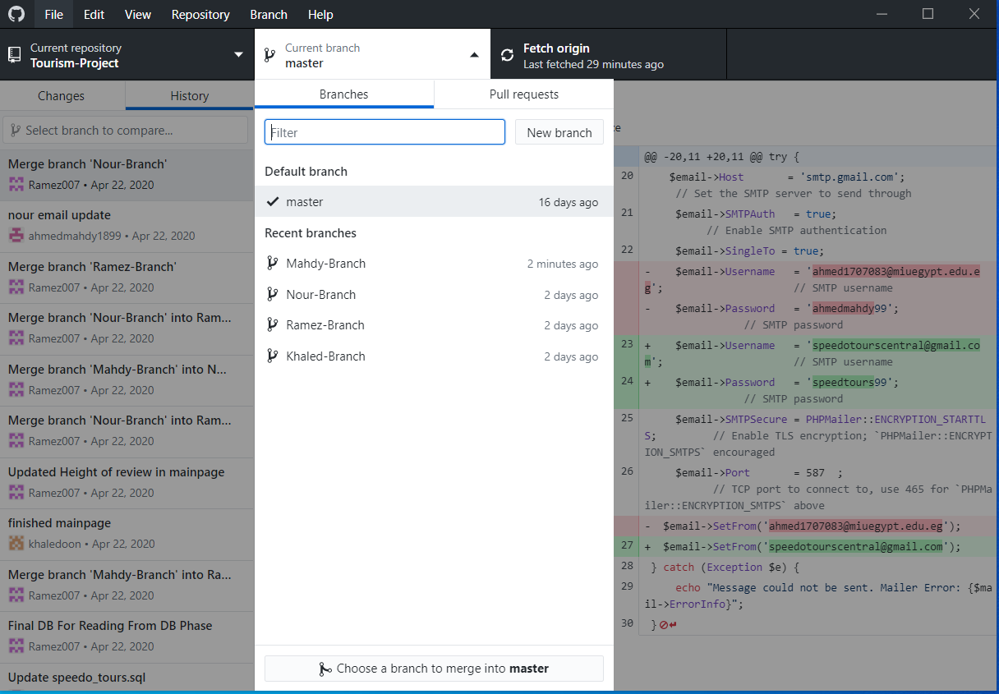 File Edit View Repository Branch Help
Current repository
Tourism-Project
Current branch
master
Fetch origin
Last fetched 29 minutes ago
Changes History
Select branch to compare...
Merge branch 'Nour-Branch'
Ramez007 • Apr 22, 2020
nour email update
ahmedmahdy1899 • Apr 22, 2020
Merge branch 'Ramez-Branch'
Ramez007 • Apr 22, 2020
Merge branch 'Nour-Branch' into Ram...
Ramez007 • Apr 22, 2020
Merge branch 'Mahdy-Branch' into N...
Ramez007 • Apr 22, 2020
Merge branch 'Nour-Branch' into Ram...
Ramez007 • Apr 22, 2020
Updated Height of review in mainpage
Ramez007 • Apr 22, 2020
finished mainpage
khaledoon • Apr 22, 2020
Merge branch 'Mahdy-Branch' into Ra...
Ramez007 • Apr 22, 2020
Final DB For Reading From DB Phase
Ramez007 • Apr 22, 2020
Update speedo_tours.sql
Branches Pull requests
Filter New branch
Default branch
master 16 days ago
Recent branches
Mahdy-Branch 2 minutes ago
Nour-Branch 2 days ago
Ramez-Branch 2 days ago
Khaled-Branch 2 days ago
Choose a branch to merge into master
@@ -20,11 +20,11 @@ try {
20 $email->Host = 'smtp.gmail.com';
// Set the SMTP server to send through
21 $email->SMTPAuth = true;
// Enable SMTP authentication
22 $email->SingleTo = true;
- $email->Username = 'ahmed1707083@miuegypt.edu.e
g'; // SMTP username
- $email->Password = 'ahmedmahdy99';
// SMTP password
23 + $email->Username = 'speedotourscentral@gmail.co
m'; // SMTP username
24 + $email->Password = 'speedtours99';
// SMTP password
25 $email->SMTPSecure = PHPMailer::ENCRYPTION_STARTTL
S; // Enable TLS encryption; `PHPMailer::ENCRYPT
ION_SMTPS` encouraged
26 $email->Port = 587 ;
// TCP port to connect to, use 465 for `PHPMa
iler::ENCRYPTION_SMTPS` above
- $email->SetFrom('ahmed1707083@miuegypt.edu.eg');
27 + $email->SetFrom('speedotourscentral@gmail.com');
28 } catch (Exception $e) {
29 echo "Message could not be sent. Mailer Error: {$ma
il->ErrorInfo}";
30 }